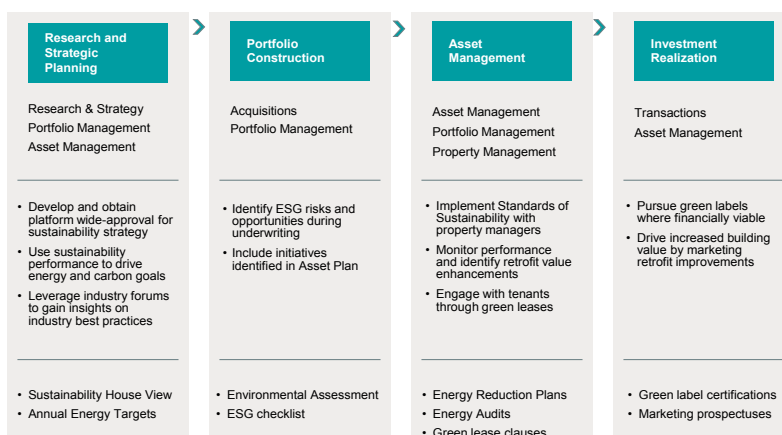 Research and
Strategic
Planning
Research & Strategy
Portfolio Management
Asset Management
• Develop and obtain
platform wide-approval for
sustainability strategy
• Use sustainability
performance to drive
energy and carbon goals
• Leverage industry forums
to gain insights on
industry best practices
• Sustainability House View
• Annual Energy Targets
Portfolio
Construction
Acquisitions
Portfolio Management
• Identify ESG risks and
opportunities during
underwriting
• Include initiatives
identified in Asset Plan
• Environmental Assessment
• ESG checklist
Asset
Management
Asset Management
Portfolio Management
Property Management
• Implement Standards of
Sustainability with
property managers
• Monitor performance
and identify retrofit value
enhancements
• Engage with tenants
through green leases
• Energy Reduction Plans
• Energy Audits
• Green lease clauses
Investment
Realization
Transactions
Asset Management
• Pursue green labels
where financially viable
• Drive increased building
value by marketing
retrofit improvements
• Green label certifications
• Marketing prospectuses